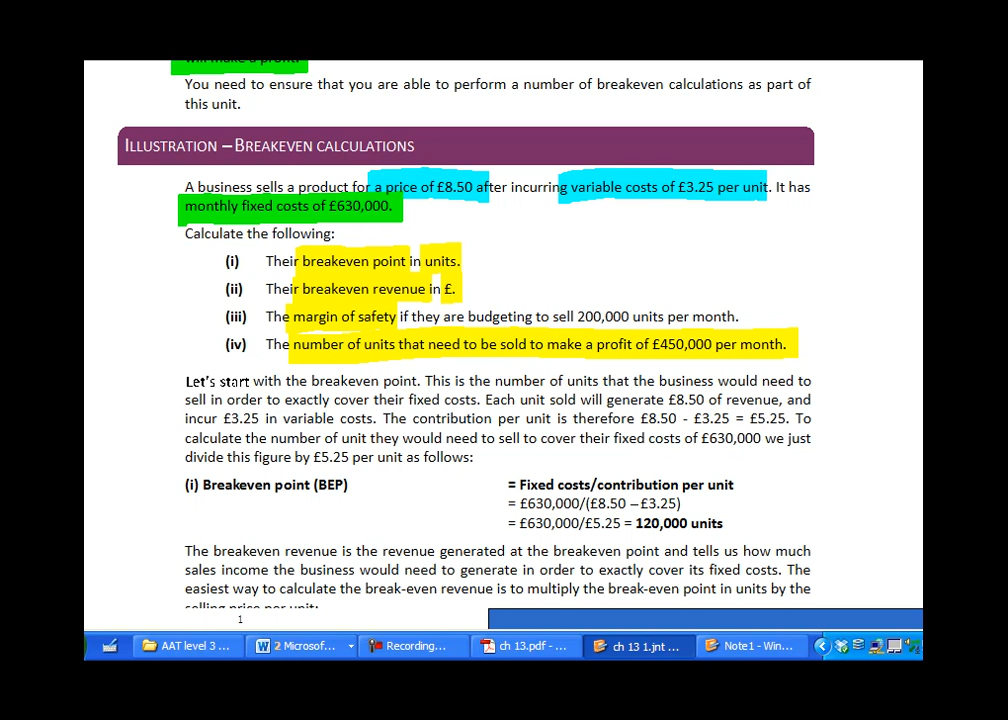 will make a profit.
You need to ensure that you are able to perform a number of breakeven calculations as part of
this unit.
ILLUSTRATION – BREAKEVEN CALCULATIONS
A business sells a product for a price of £8.50 after incurring variable costs of £3.25 per unit. It has
monthly fixed costs of £630,000.
Calculate the following:
(i) Their breakeven point in units.
(ii) Their breakeven revenue in £.
(iii) The margin of safety if they are budgeting to sell 200,000 units per month.
(iv) The number of units that need to be sold to make a profit of £450,000 per month.
Let's start with the breakeven point. This is the number of units that the business would need to
sell in order to exactly cover their fixed costs. Each unit sold will generate £8.50 of revenue, and
incur £3.25 in variable costs. The contribution per unit is therefore £8.50 - £3.25 = £5.25. To
calculate the number of unit they would need to sell to cover their fixed costs of £630,000 we just
divide this figure by £5.25 per unit as follows:
(i) Breakeven point (BEP) = Fixed costs/contribution per unit
= £630,000/(£8.50 – £3.25)
= £630,000/£5.25 = 120,000 units
The breakeven revenue is the revenue generated at the breakeven point and tells us how much
sales income the business would need to generate in order to exactly cover its fixed costs. The
easiest way to calculate the break-even revenue is to multiply the break-even point in units by the
selling price per unit:
1
AAT level 3 ... 2 Microsof... Recording... ch 13.pdf - ... ch 13 1.jnt ... Note1 - Win...